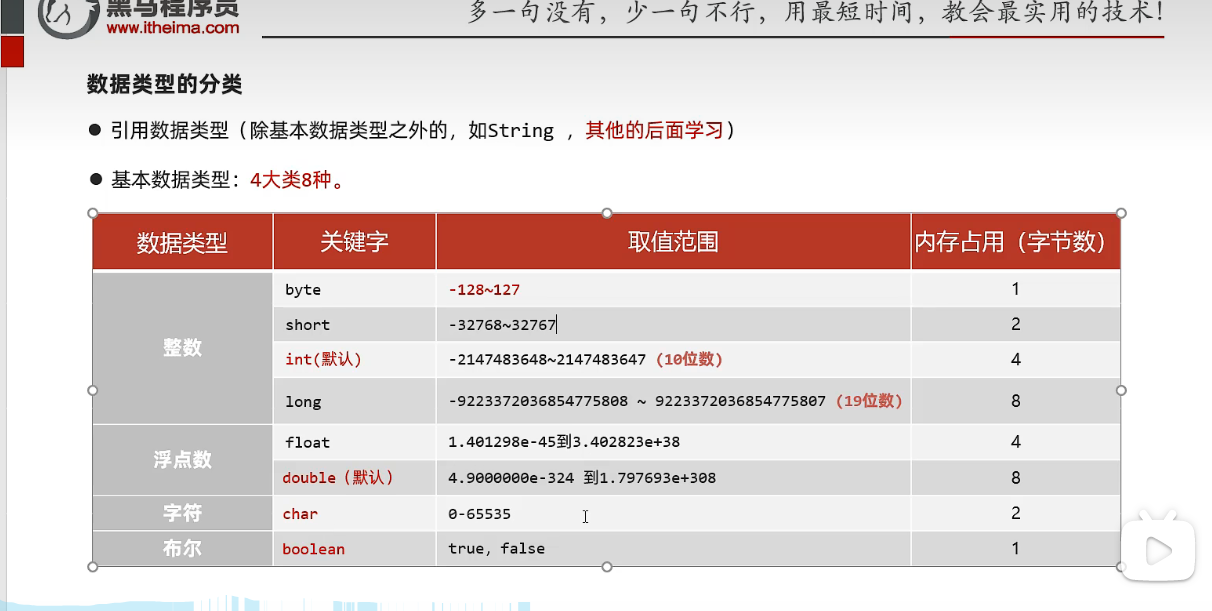 黑马程序员
www.itheima.com
多一句没有，少一句不行，用最短时间，教会最实用的技术！
数据类型的分类
● 引用数据类型（除基本数据类型之外的，如String ，其他的后面学习）
● 基本数据类型：4大类8种。
数据类型 关键字 取值范围 内存占用（字节数）
整数
byte -128~127 1
short -32768~32767 2
int(默认) -2147483648~2147483647 (10位数) 4
long -9223372036854775808 ~ 9223372036854775807 (19位数) 8
浮点数
float 1.401298e-45到3.402823e+38 4
double（默认） 4.9000000e-324 到1.797693e+308 8
字符 char 0-65535 2
布尔 boolean true，false 1